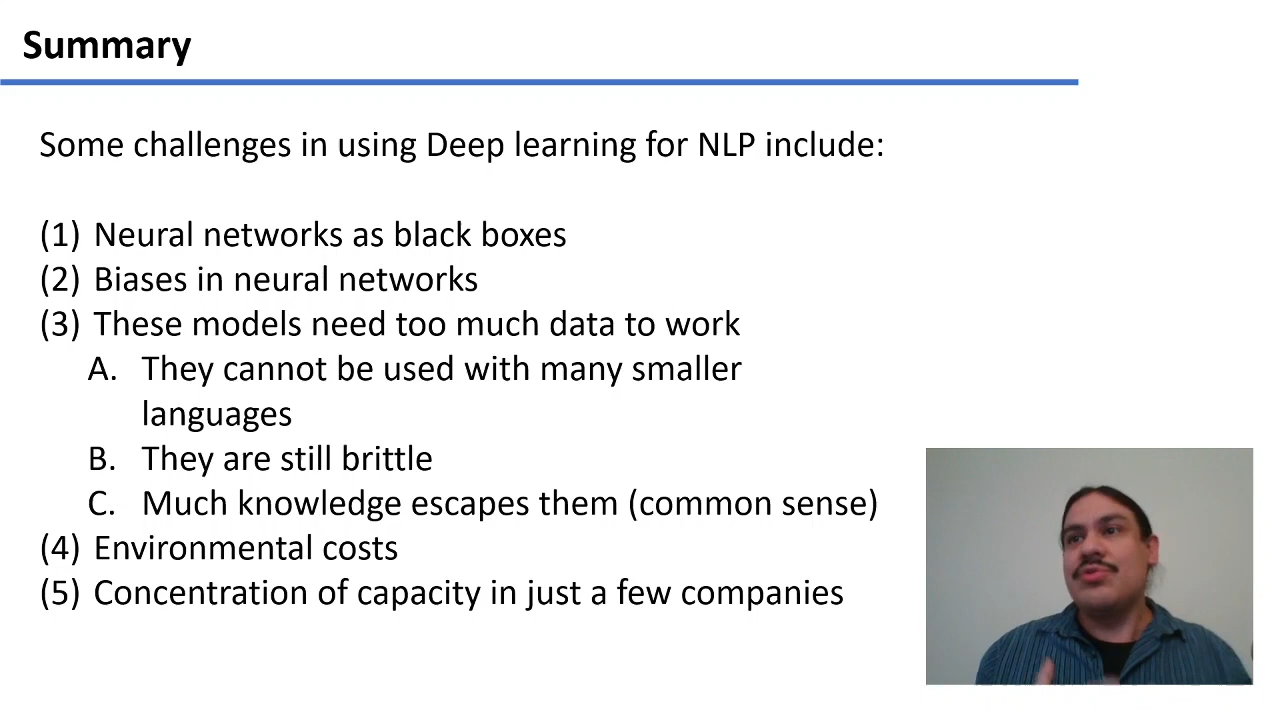 Summary
Some challenges in using Deep learning for NLP include:
(1) Neural networks as black boxes
(2) Biases in neural networks
(3) These models need too much data to work
A. They cannot be used with many smaller
languages
B. They are still brittle
C. Much knowledge escapes them (common sense)
(4) Environmental costs
(5) Concentration of capacity in just a few companies